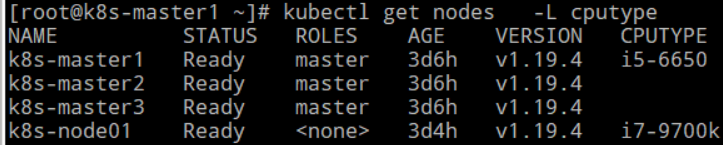 [root@k8s-master1 ~]# kubectl get nodes   -L cputype
NAME          STATUS   ROLES    AGE    VERSION   CPUTYPE
k8s-master1   Ready    master   3d6h   v1.19.4   i5-6650
k8s-master2   Ready    master   3d6h   v1.19.4
k8s-master3   Ready    master   3d6h   v1.19.4
k8s-node01    Ready    <none>   3d4h   v1.19.4   i7-9700k